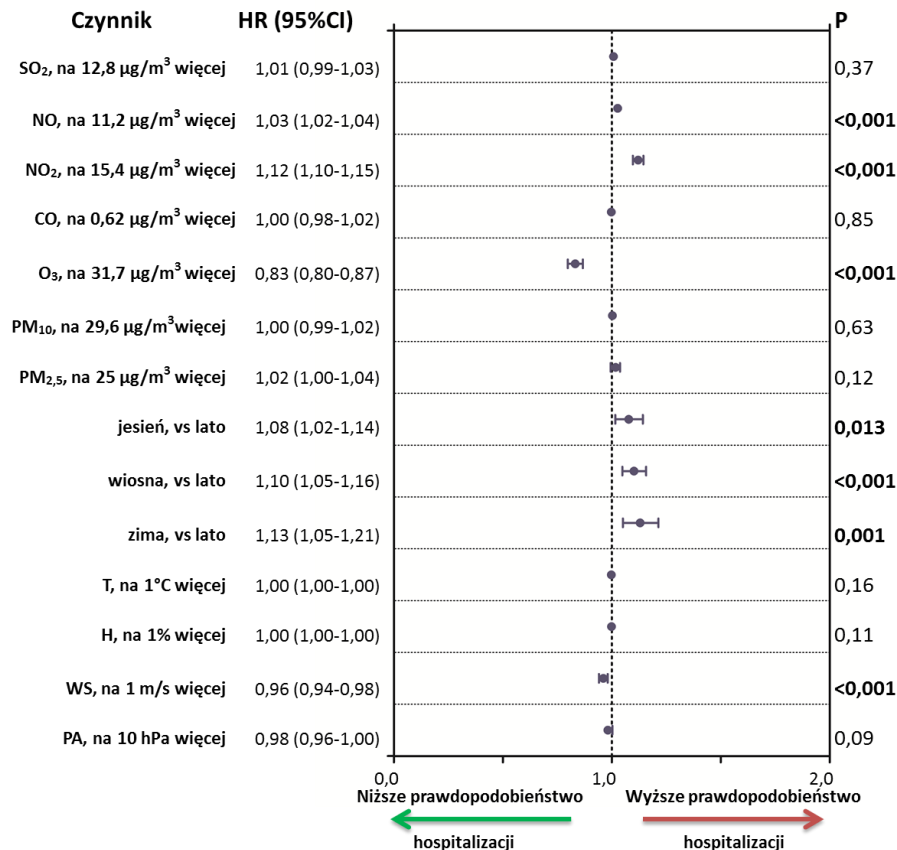 Czynnik HR (95%CI) P
SO₂, na 12,8 µg/m³ więcej 1,01 (0,99-1,03) 0,37
NO, na 11,2 µg/m³ więcej 1,03 (1,02-1,04) <0,001
NO₂, na 15,4 µg/m³ więcej 1,12 (1,10-1,15) <0,001
CO, na 0,62 µg/m³ więcej 1,00 (0,98-1,02) 0,85
O₃, na 31,7 µg/m³ więcej 0,83 (0,80-0,87) <0,001
PM₁₀, na 29,6 µg/m³więcej 1,00 (0,99-1,02) 0,63
PM₂,₅, na 25 µg/m³ więcej 1,02 (1,00-1,04) 0,12
jesień, vs lato 1,08 (1,02-1,14) 0,013
wiosna, vs lato 1,10 (1,05-1,16) <0,001
zima, vs lato 1,13 (1,05-1,21) 0,001
T, na 1°C więcej 1,00 (1,00-1,00) 0,16
H, na 1% więcej 1,00 (1,00-1,00) 0,11
WS, na 1 m/s więcej 0,96 (0,94-0,98) <0,001
PA, na 10 hPa więcej 0,98 (0,96-1,00) 0,09
0,0 1,0 2,0
Niższe prawdopodobieństwo Wyższe prawdopodobieństwo
hospitalizacji hospitalizacji